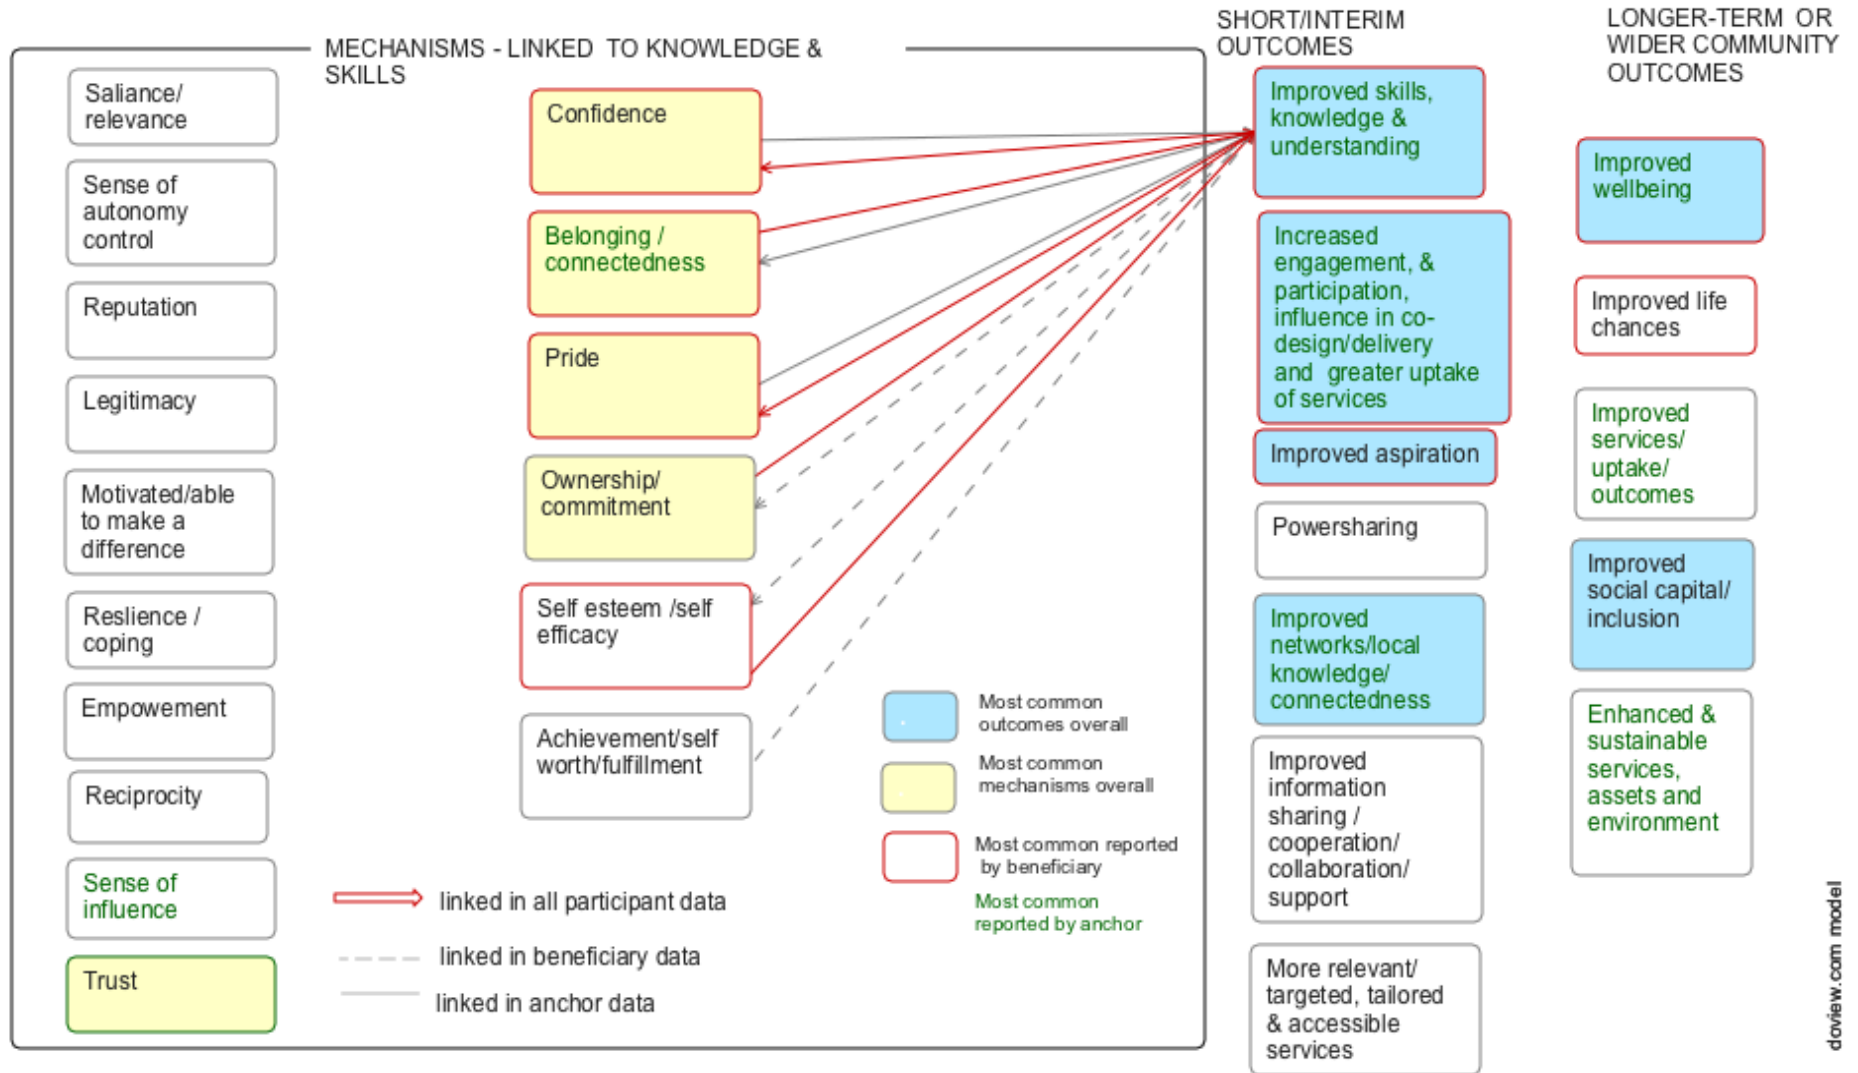 MECHANISMS - LINKED TO KNOWLEDGE &
SKILLS
Saliance/
relevance
Sense of
autonomy
control
Reputation
Legitimacy
Motivated/able
to make a
difference
Reslience /
coping
Empowement
Reciprocity
Sense of
influence
Trust
Confidence
Belonging /
connectedness
Pride
Ownership/
commitment
Self esteem /self
efficacy
Achievement/self
worth/fulfillment
linked in all participant data
linked in beneficiary data
linked in anchor data
Most common
outcomes overall
Most common
mechanisms overall
Most common reported
by beneficiary
Most common
reported by anchor
SHORT/INTERIM
OUTCOMES
Improved skills,
knowledge &
understanding
Increased
engagement, &
participation,
influence in co-
design/delivery
and greater uptake
of services
Improved aspiration
Powersharing
Improved
networks/local
knowledge/
connectedness
Improved
information
sharing /
cooperation/
collaboration/
support
More relevant/
targeted, tailored
& accessible
services
LONGER-TERM OR
WIDER COMMUNITY
OUTCOMES
Improved
wellbeing
Improved life
chances
Improved
services/
uptake/
outcomes
Improved
social capital/
inclusion
Enhanced &
sustainable
services,
assets and
environment
doview.com model